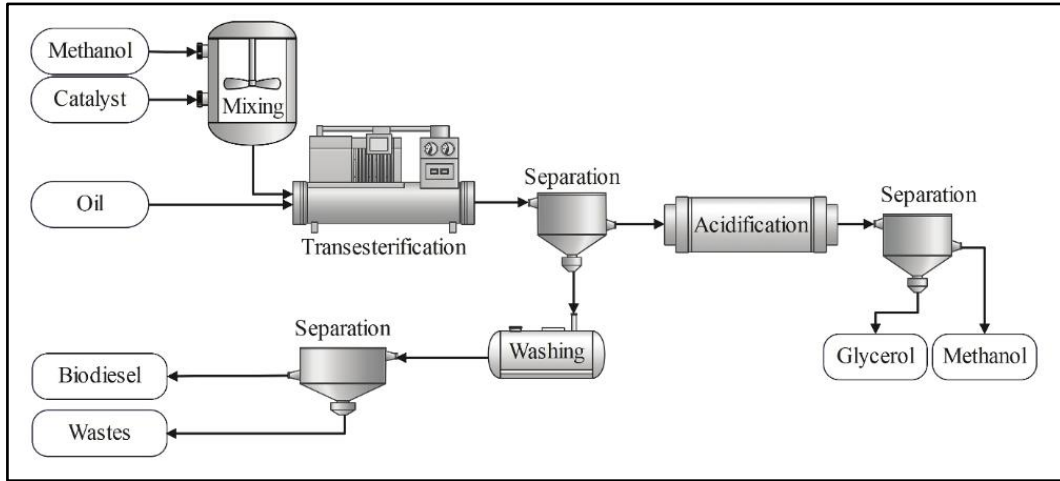 Methanol
Catalyst
Mixing
Oil
Transesterification
Separation
Acidification
Separation
Separation
Washing
Glycerol
Methanol
Biodiesel
Wastes